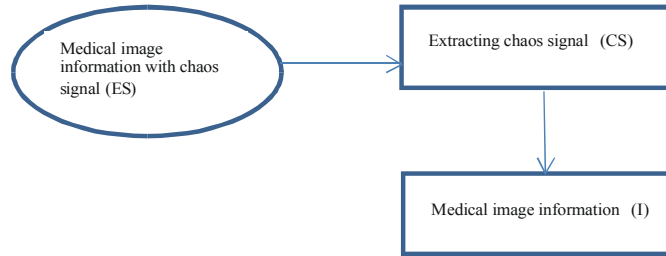 Medical image
information with chaos
signal (ES)
Extracting chaos signal (CS)
Medical image information (I)